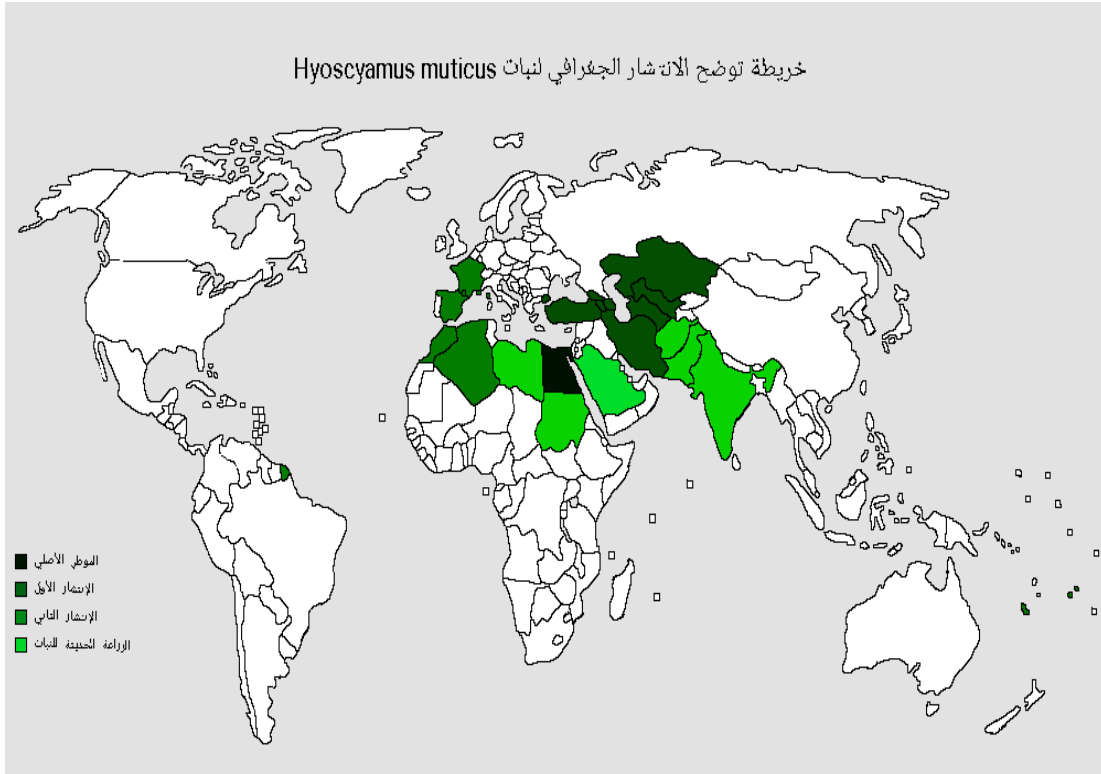 خريطة توضح الانتشار الجغرافي لنبات Hyoscyamus muticus
الموطن الأصلي
الإنتشار الأول
الإنتشار الثاني
الزراعة الحديثة للنبات